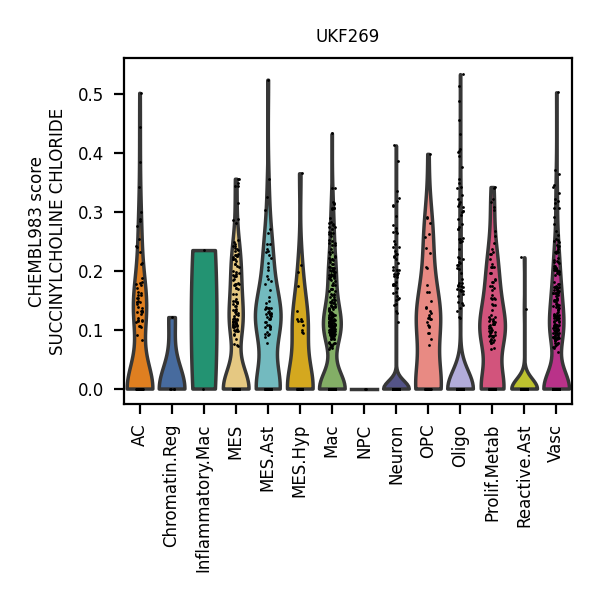 UKF269
CHEMBL983 score
SUCCINYLCHOLINE CHLORIDE
0.5
0.4
0.3
0.2
0.1
0.0
AC
Chromatin.Reg
Inflammatory.Mac
MES
MES.Ast
MES.Hyp
Mac
NPC
Neuron
OPC
Oligo
Prolif.Metab
Reactive.Ast
Vasc